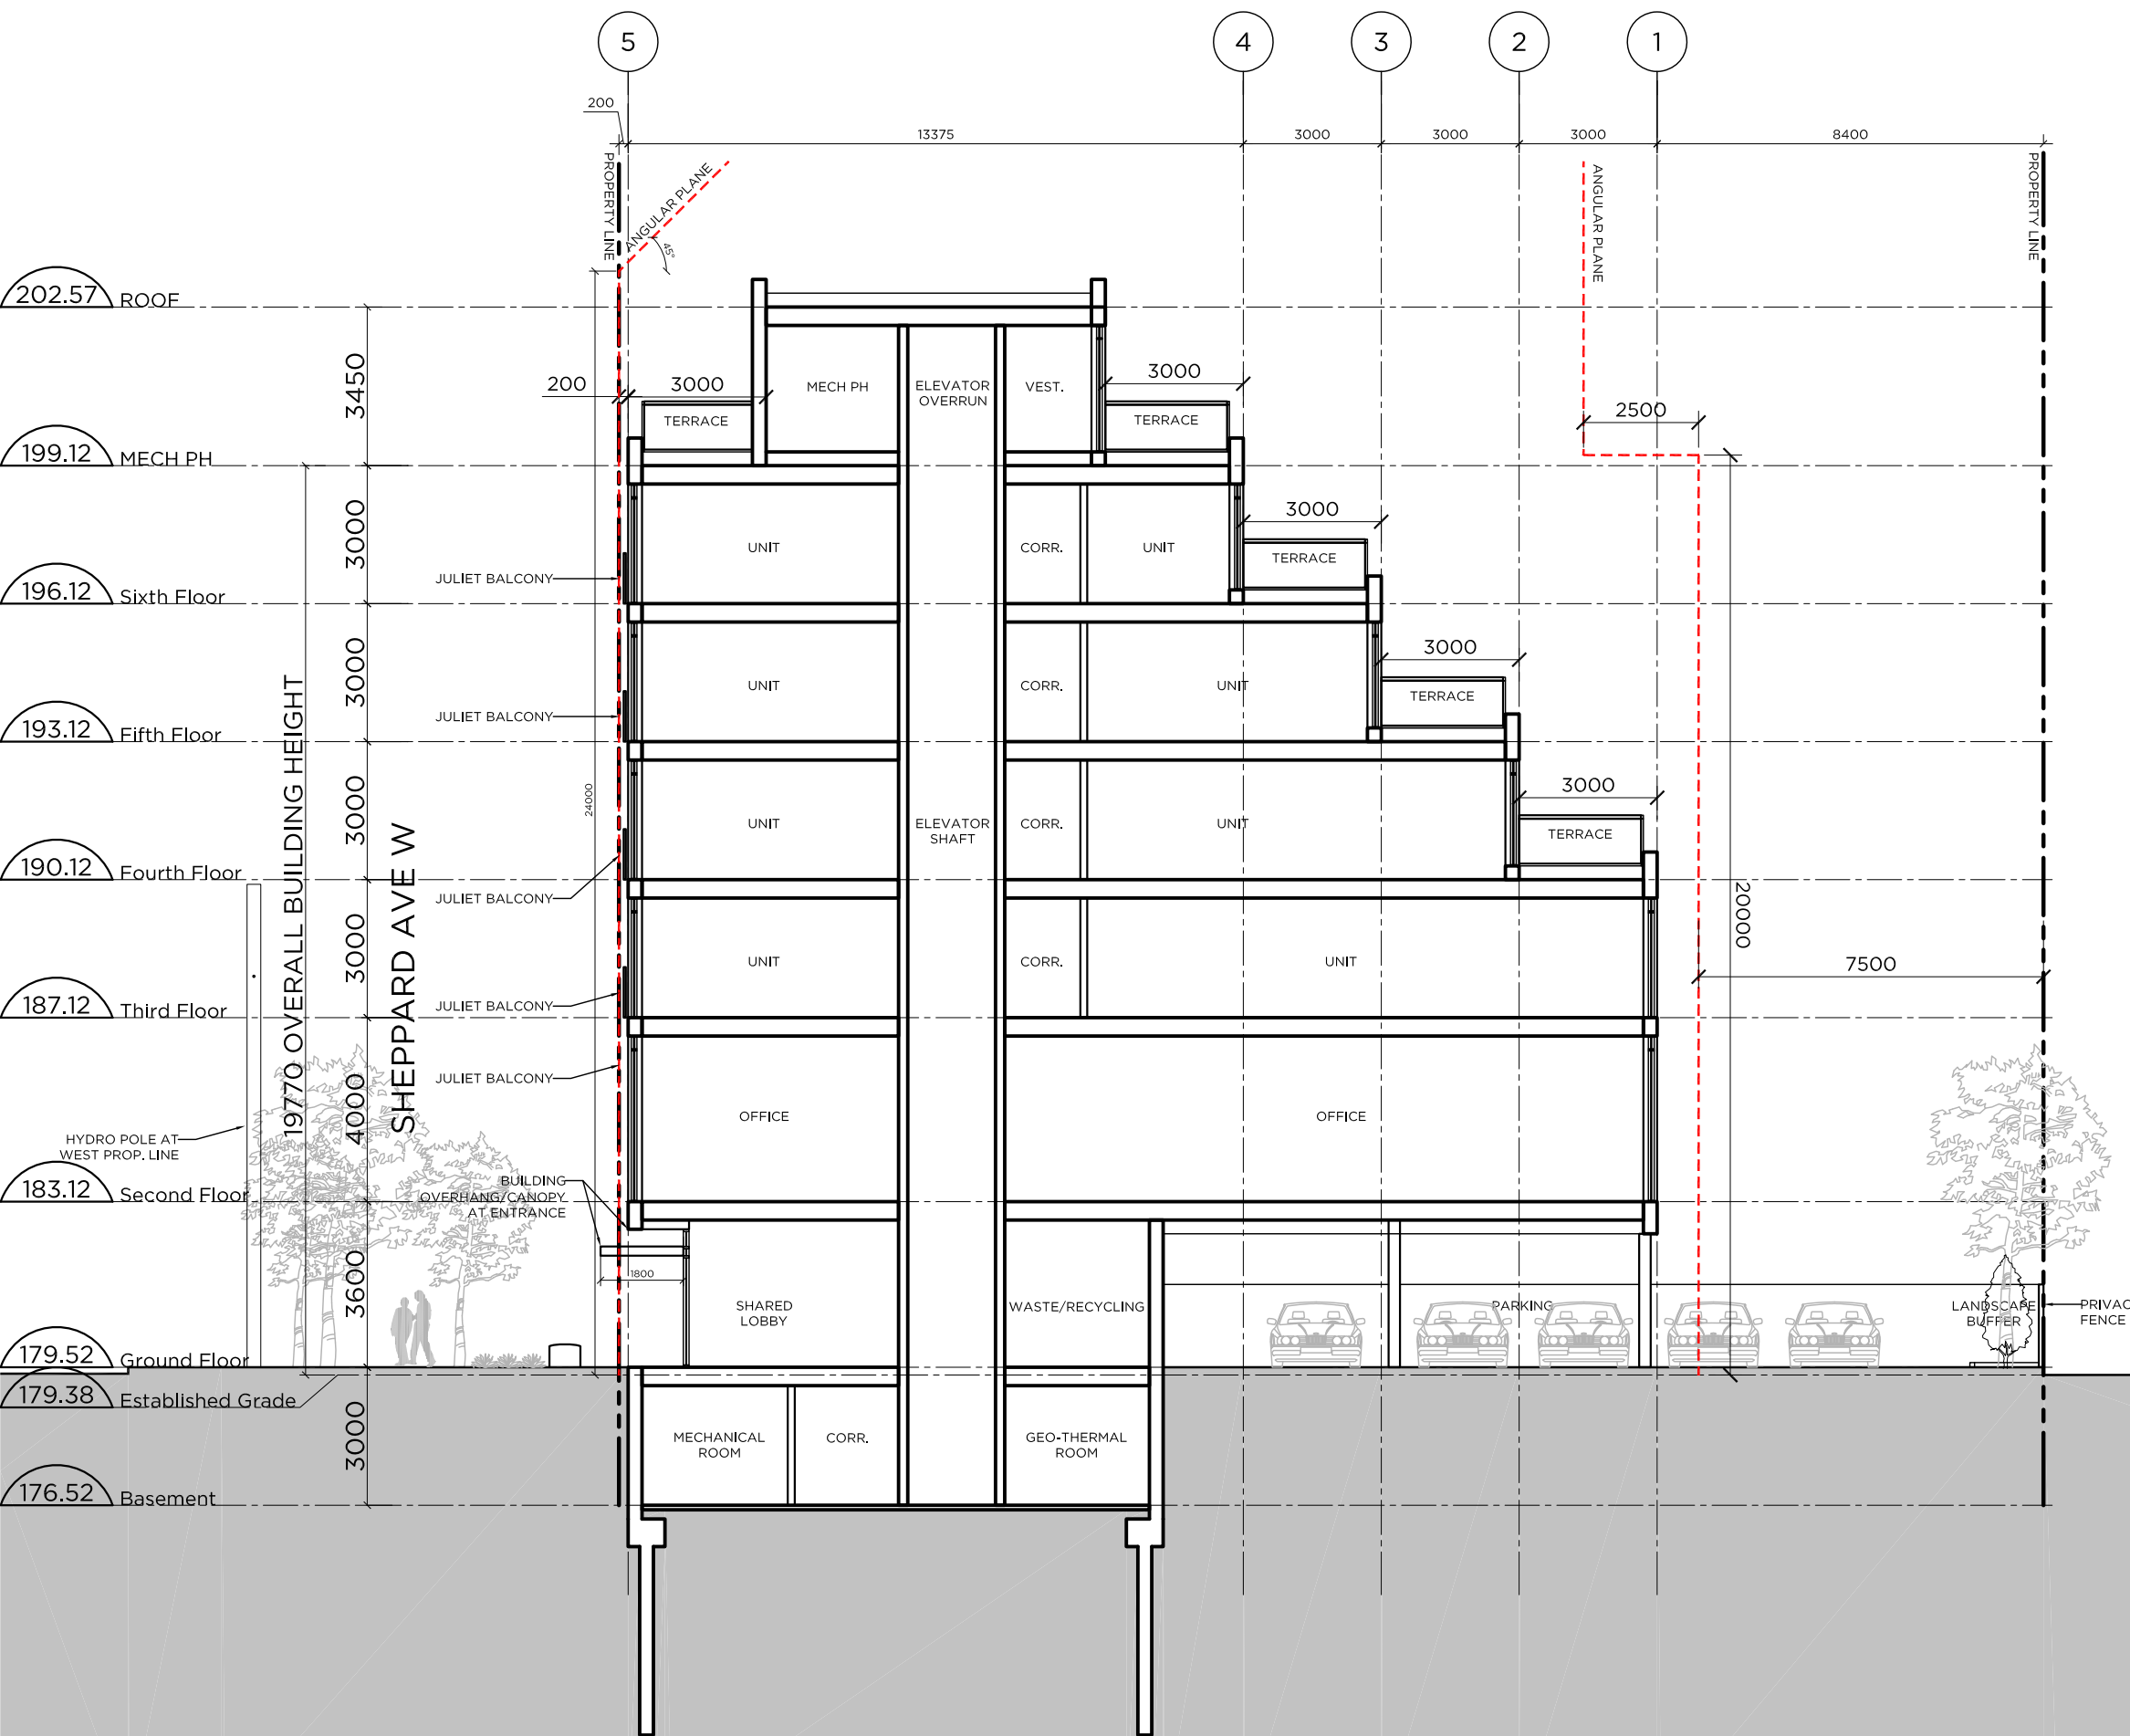 5
4
3
2
1
200
13375
3000
3000
3000
8400
PROPERTY LINE
ANGULAR PLANE
45°
ANGULAR PLANE
PROPERTY LINE
202.57 ROOF
3450
200
3000
MECH PH
ELEVATOR
OVERRUN
VEST.
3000
TERRACE
TERRACE
2500
199.12 MECH PH
3000
UNIT
CORR.
UNIT
3000
TERRACE
JULIET BALCONY
196.12 Sixth Floor
3000
UNIT
CORR.
UNIT
3000
TERRACE
JULIET BALCONY
193.12 Fifth Floor
19770 OVERALL BUILDING HEIGHT
3000
SHEPPARD AVE W
24000
UNIT
ELEVATOR
SHAFT
CORR.
UNIT
3000
TERRACE
JULIET BALCONY
190.12 Fourth Floor
20000
3000
UNIT
CORR.
UNIT
7500
JULIET BALCONY
187.12 Third Floor
JULIET BALCONY
4000
OFFICE
OFFICE
HYDRO POLE AT
WEST PROP. LINE
183.12 Second Floor
BUILDING
OVERHANG/CANOPY
AT ENTRANCE
1800
3600
SHARED
LOBBY
WASTE/RECYCLING
PARKING
LANDSCAPE
BUFFER
PRIVAC
FENCE
179.52 Ground Floor
179.38 Established Grade
3000
MECHANICAL
ROOM
CORR.
GEO-THERMAL
ROOM
176.52 Basement